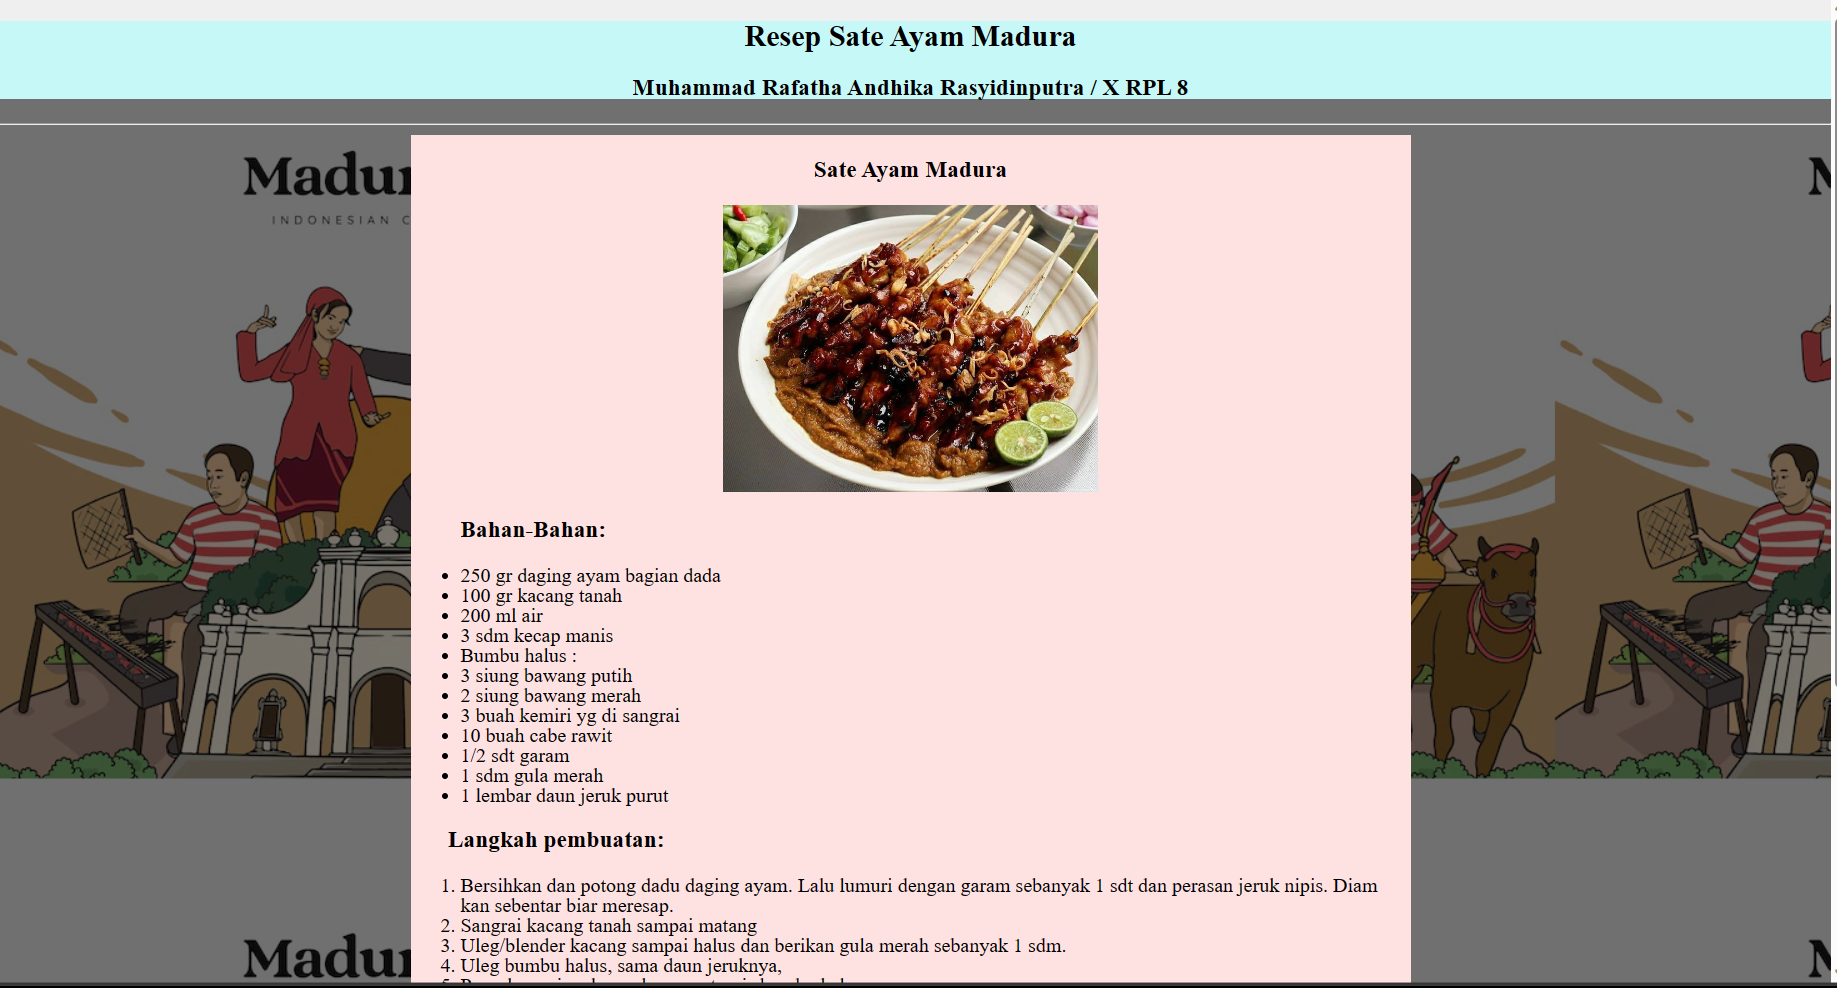 Resep Sate Ayam Madura
Muhammad Rafatha Andhika Rasyidinputra / X RPL 8
Sate Ayam Madura
INDONESIAN
Bahan-Bahan:
• 250 gr daging ayam bagian dada
• 100 gr kacang tanah
• 200 ml air
• 3 sdm kecap manis
• Bumbu halus :
• 3 siung bawang putih
• 2 siung bawang merah
• 3 buah kemiri yg di sangrai
• 10 buah cabe rawit
• 1/2 sdt garam
• 1 sdm gula merah
• 1 lembar daun jeruk purut
Langkah pembuatan:
1. Bersihkan dan potong dadu daging ayam. Lalu lumuri dengan garam sebanyak 1 sdt dan perasan jeruk nipis. Diam
kan sebentar biar meresap.
2. Sangrai kacang tanah sampai matang
3. Uleg/blender kacang sampai halus dan berikan gula merah sebanyak 1 sdm.
4. Uleg bumbu halus, sama daun jeruknya,